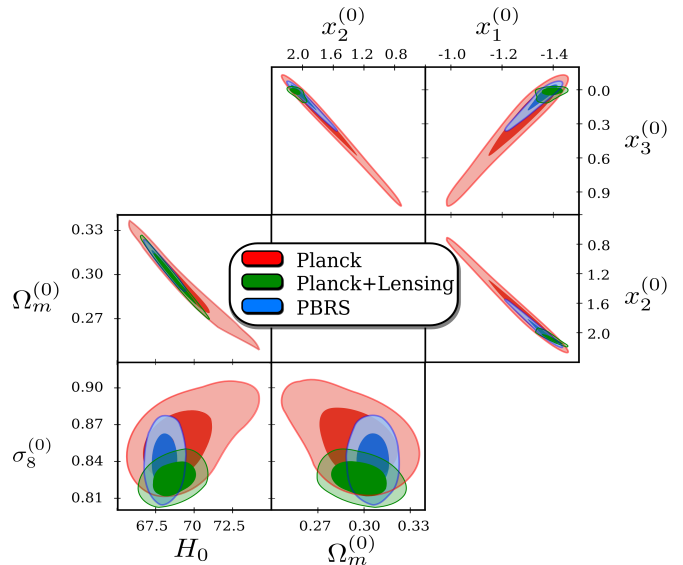 x_2^{(0)} x_1^{(0)}
2.0 1.6 1.2 0.8 -1.0 -1.2 -1.4
0.0
0.3
0.6
0.9
x_3^{(0)}
0.33
0.30
0.27
Ω_m^{(0)}
Planck
Planck+Lensing
PBRS
0.8
1.2
1.6
2.0
x_2^{(0)}
0.90
0.87
0.84
0.81
σ_8^{(0)}
67.5 70 72.5 0.27 0.30 0.33
H_0 Ω_m^{(0)}